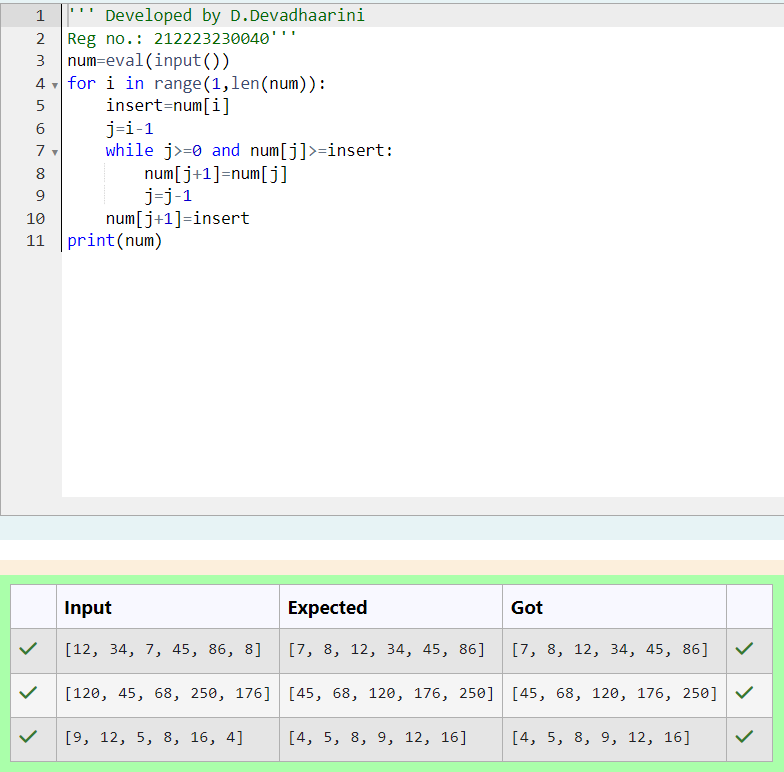 1 ''' Developed by D.Devadhaarini
2 Reg no.: 212223230040'''
3 num=eval(input())
4 for i in range(1,len(num)):
5     insert=num[i]
6     j=i-1
7     while j>=0 and num[j]>=insert:
8         num[j+1]=num[j]
9         j=j-1
10     num[j+1]=insert
11 print(num)
Input Expected Got
[12, 34, 7, 45, 86, 8] [7, 8, 12, 34, 45, 86] [7, 8, 12, 34, 45, 86]
[120, 45, 68, 250, 176] [45, 68, 120, 176, 250] [45, 68, 120, 176, 250]
[9, 12, 5, 8, 16, 4] [4, 5, 8, 9, 12, 16] [4, 5, 8, 9, 12, 16]